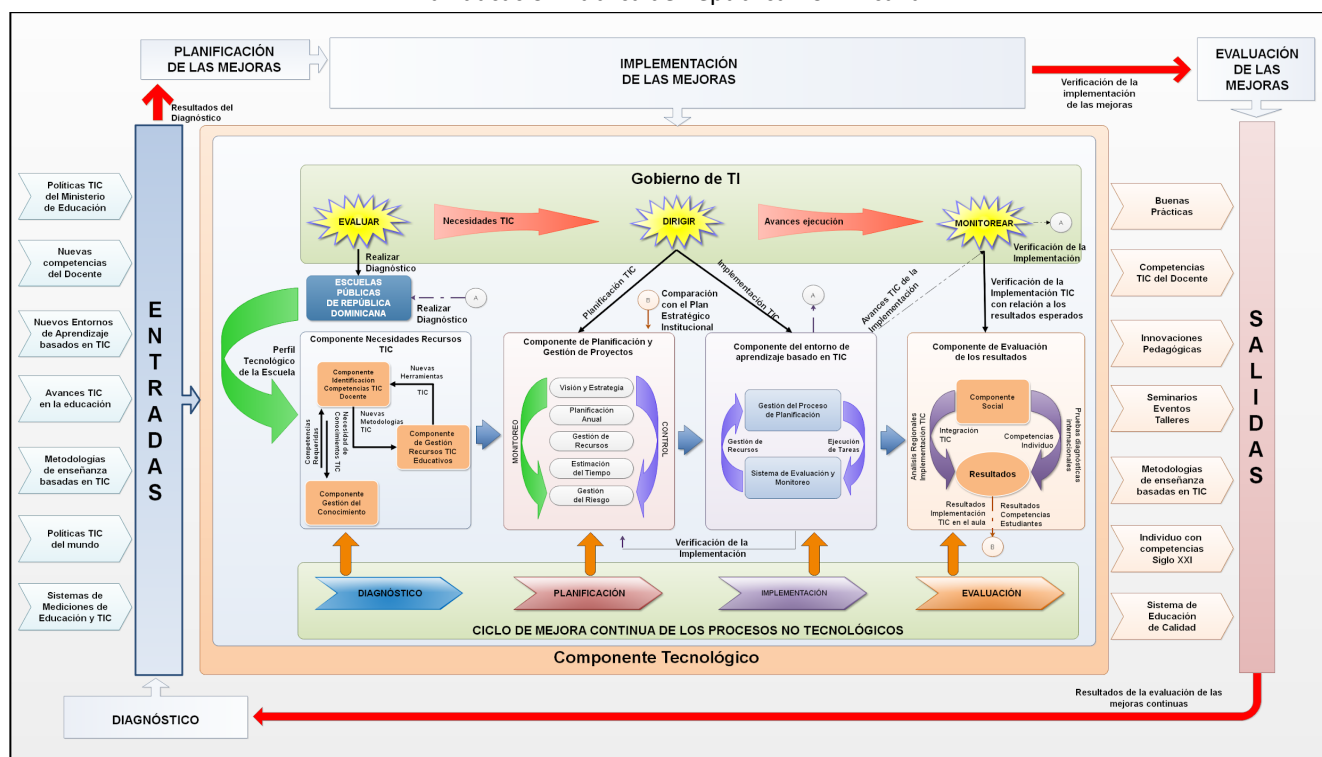 PLANIFICACIÓN
DE LAS MEJORAS
IMPLEMENTACIÓN
DE LAS MEJORAS
EVALUACIÓN
DE LAS
MEJORAS
Resultados del
Diagnóstico
Verificación de la
implementación
de las mejoras
ENTRADAS
Políticas TIC
del Ministerio
de Educación
Nuevas
competencias
del Docente
Nuevos Entornos
de Aprendizaje
basados en TIC
Avances TIC
en la educación
Metodologías
de enseñanza
basadas en TIC
Políticas TIC
del mundo
Sistemas de
Mediciones de
Educación y TIC
DIAGNÓSTICO
Gobierno de TI
EVALUAR
Necesidades TIC
DIRIGIR
Avances ejecución
MONITOREAR
A
Verificación de la
Implementación
Realizar
Diagnóstico
ESCUELAS
PÚBLICAS
DE REPÚBLICA
DOMINICANA
A
Realizar
Diagnóstico
Planificación TIC
B
Comparación
con el Plan
Estratégico
Institucional
Implementación TIC
A
Avances TIC de la
Implementación
Verificación de la
Implementación TIC
con relación a los
resultados esperados
Perfil
Tecnológico
de la Escuela
Componente Necesidades Recursos
TIC
Componente
Identificación
Competencias TIC
Docente
Nuevas
Herramientas
TIC
Nuevas
Metodologías
TIC
Competencias
Requeridas
Necesidad de
Conocimientos TIC
Componente
de Gestión
Recursos TIC
Educativos
Componente
Gestión del
Conocimiento
Componente de Planificación y
Gestión de Proyectos
MONITOREO
Visión y Estrategia
Planificación
Anual
Gestión de
Recursos
Estimación
del Tiempo
Gestión
del Riesgo
CONTROL
Componente del entorno de
aprendizaje basado en TIC
Gestión del Proceso
de Planificación
Gestión de
Recursos
Ejecución
de Tareas
Sistema de Evaluación y
Monitoreo
Verificación de la
Implementación
Componente de Evaluación
de los resultados
Análisis Regionales
Implementación TIC
Componente
Social
Integración
TIC
Competencias
Individuo
Resultados
Pruebas diagnósticas
internacionales
Resultados
Implementación
TIC en el aula
Resultados
Competencias
Estudiantes
B
DIAGNÓSTICO
PLANIFICACIÓN
IMPLEMENTACIÓN
EVALUACIÓN
CICLO DE MEJORA CONTINUA DE LOS PROCESOS NO TECNOLÓGICOS
Componente Tecnológico
Buenas
Pràcticas
Competencias
TIC del Docente
Innovaciones
Pedagógicas
Seminarios
Eventos
Talleres
Metodologías
de enseñanza
basadas en TIC
Individuo con
competencias
Siglo XXI
Sistema de
Educación
de Calidad
SALIDAS
Resultados de la evaluación de las
mejoras continuas